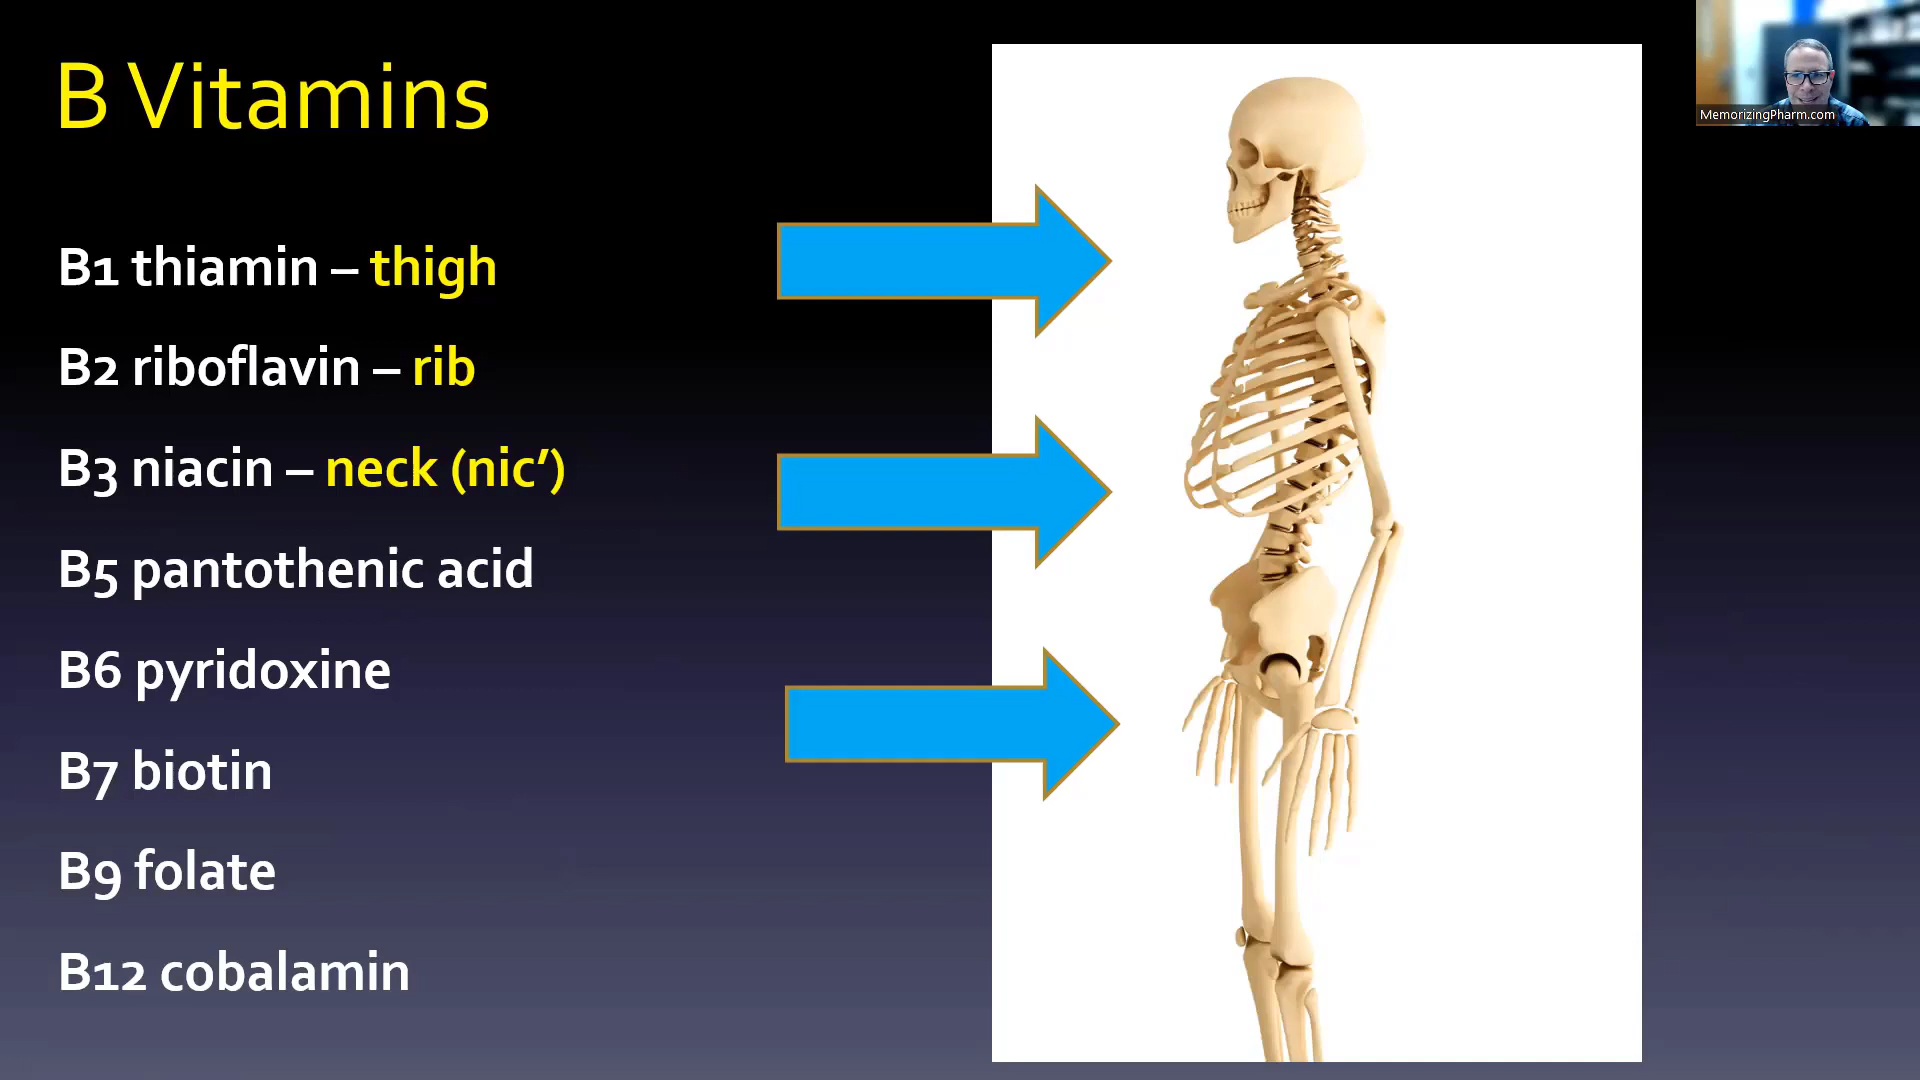 B Vitamins
B1 thiamin – thigh
B2 riboflavin – rib
B3 niacin – neck (nic’)
B5 pantothenic acid
B6 pyridoxine
B7 biotin
B9 folate
B12 cobalamin
MemorizingPharm.com